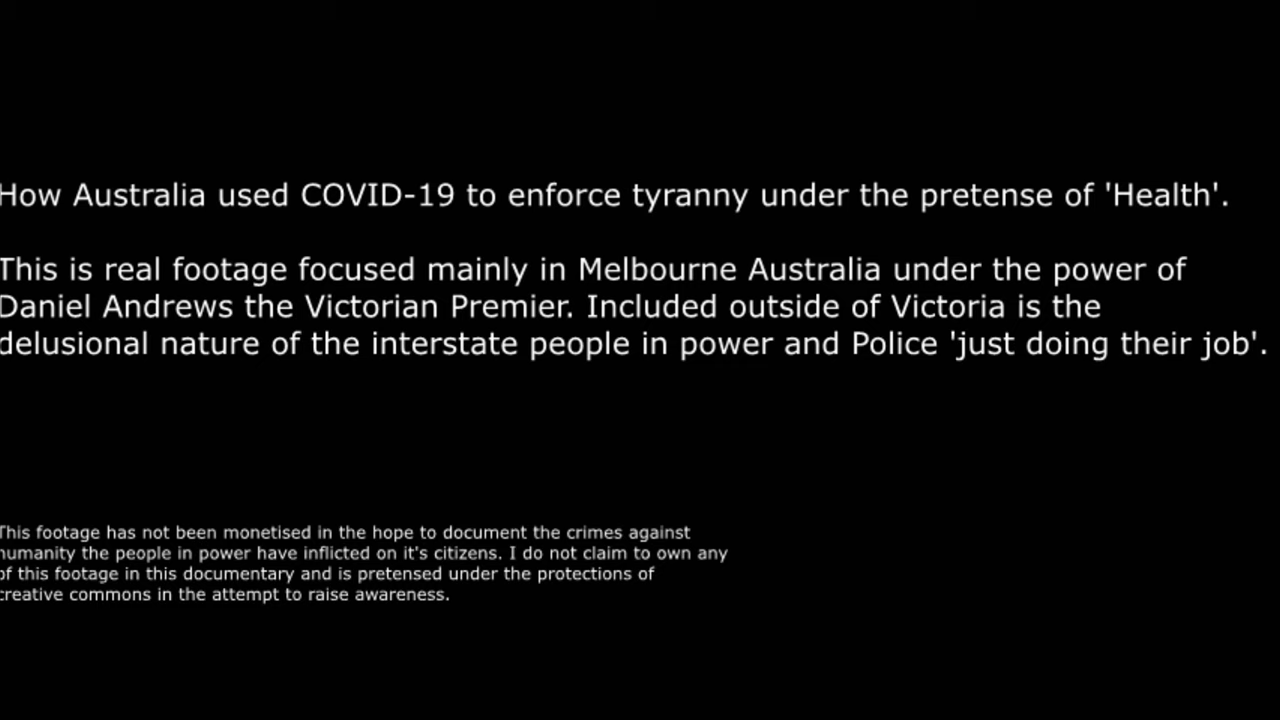 How Australia used COVID-19 to enforce tyranny under the pretense of 'Health'.
This is real footage focused mainly in Melbourne Australia under the power of
Daniel Andrews the Victorian Premier. Included outside of Victoria is the
delusional nature of the interstate people in power and Police 'just doing their job'.
This footage has not been monetised in the hope to document the crimes against
humanity the people in power have inflicted on it's citizens. I do not claim to own any
of this footage in this documentary and is pretensed under the protections of
creative commons in the attempt to raise awareness.